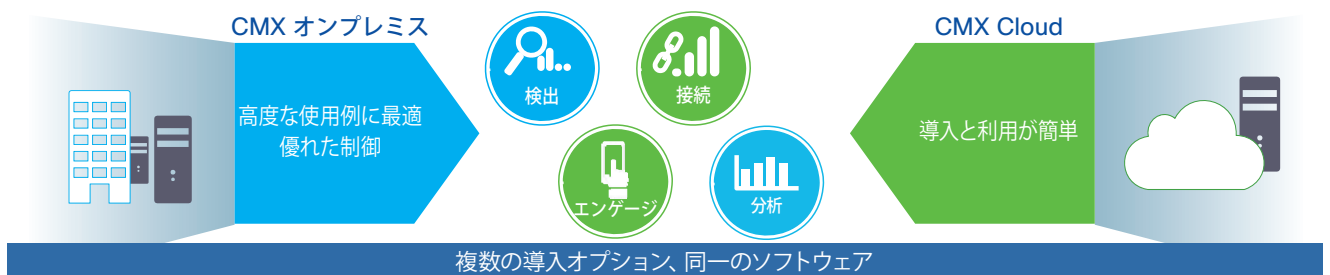 CMX オンプレミス
高度な使用例に最適
優れた制御
検出
接続
エンゲージ
分析
CMX Cloud
導入と利用が簡単
複数の導入オプション、同一のソフトウェア